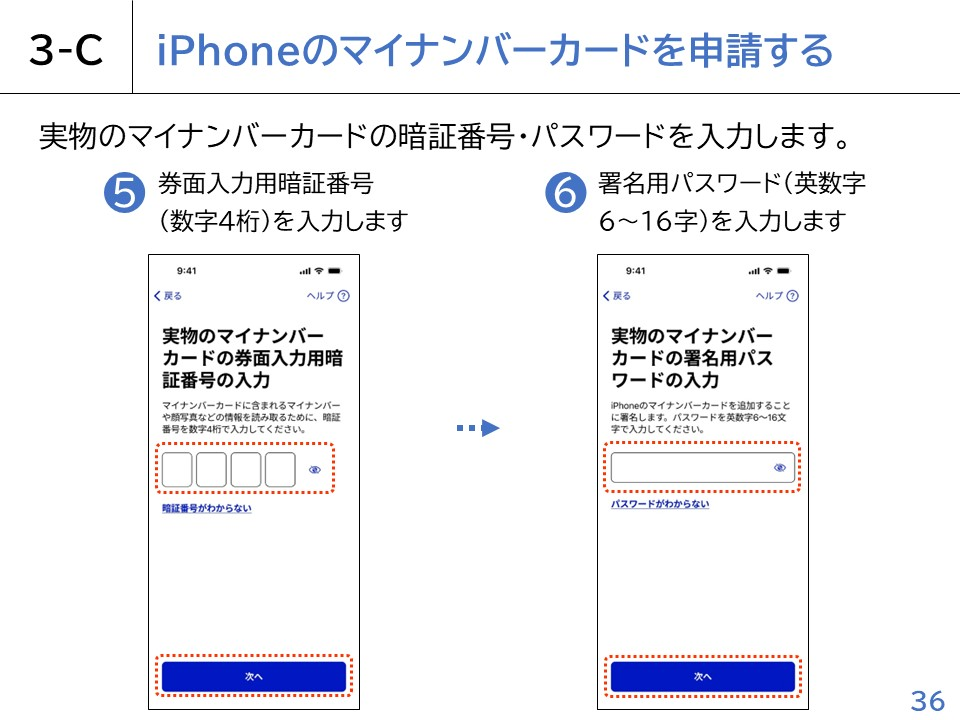 3-C
iPhoneのマイナンバーカードを申請する
実物のマイナンバーカードの暗証番号・パスワードを入力します。
5
券面入力用暗証番号
（数字4桁）を入力します
9:41
戻る
ヘルプ ?
実物のマイナンバー
カードの券面入力用暗
証番号の入力
マイナンバーカードに含まれるマイナンバー
や顔写真などの情報を読み取るために、暗証
番号を数字4桁で入力してください。
暗証番号がわからない
次へ
6
署名用パスワード（英数字
6～16字）を入力します
9:41
戻る
ヘルプ ?
実物のマイナンバー
カードの署名用パス
ワードの入力
iPhoneのマイナンバーカードを追加すること
に署名します。パスワードを英数字6～16文
字で入力してください。
パスワードがわからない
次へ
36